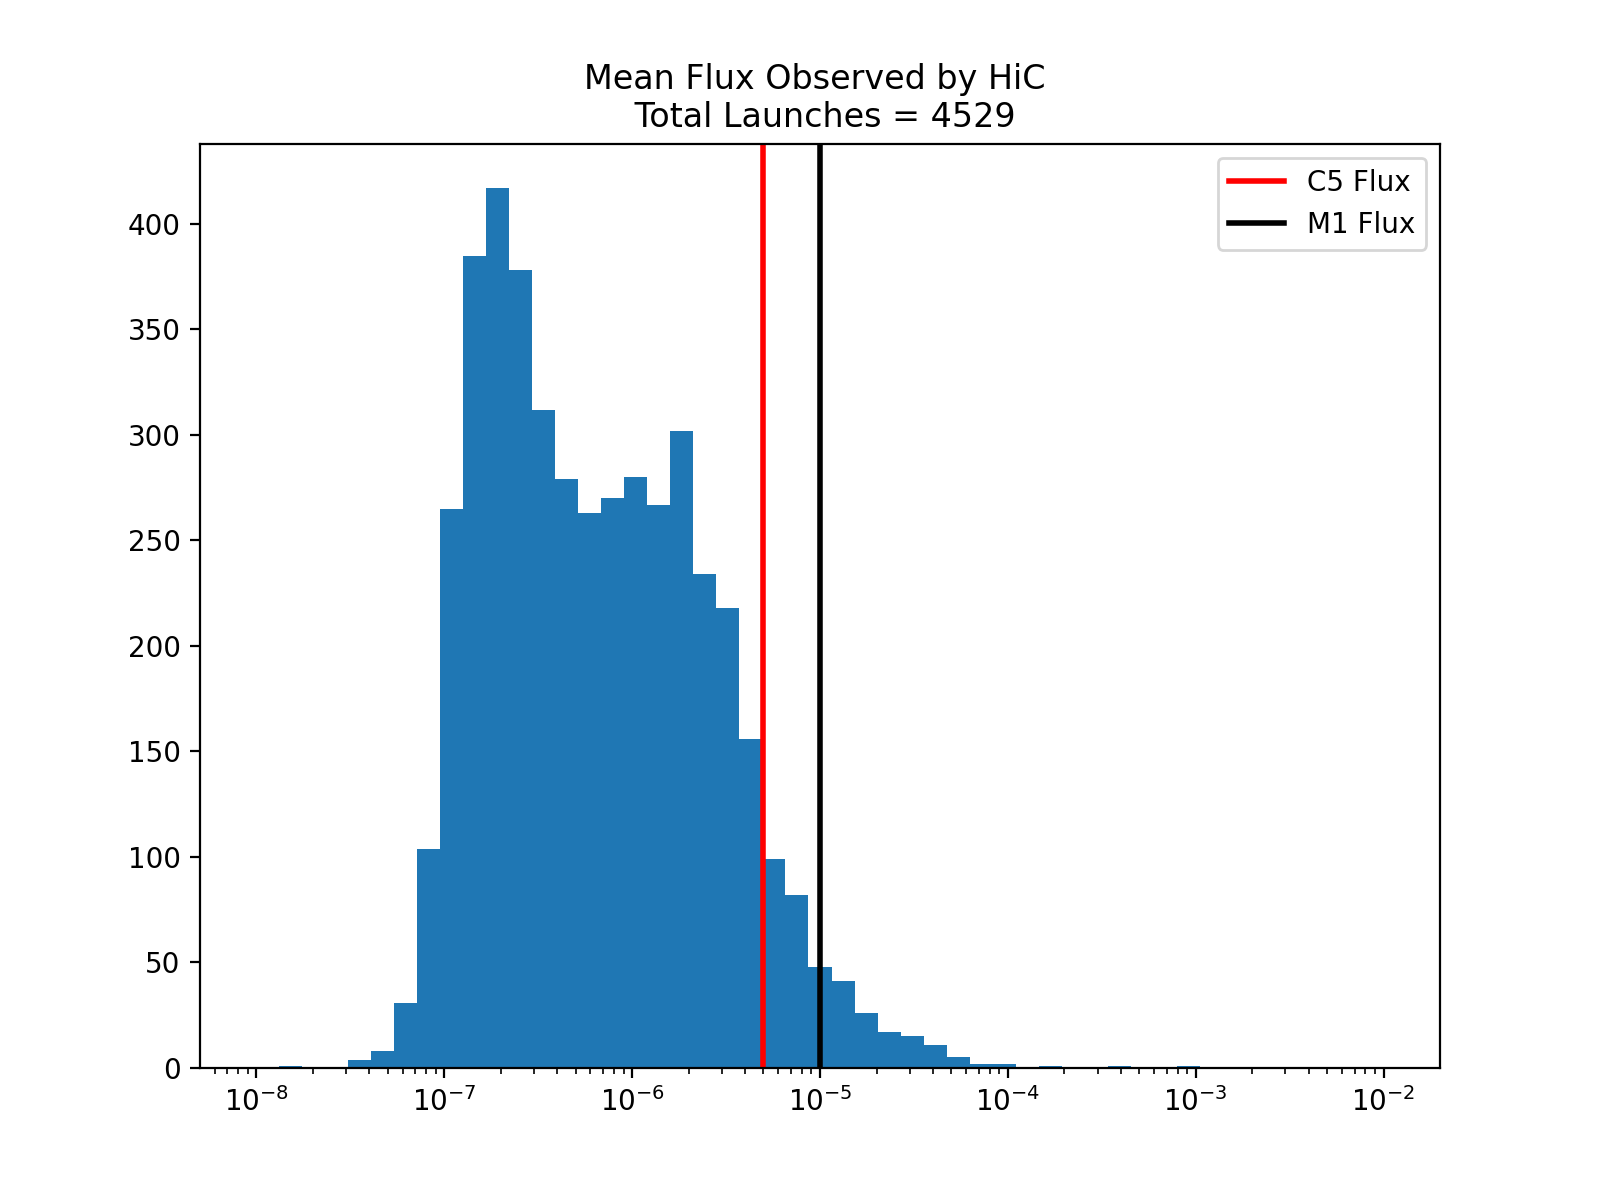 Mean Flux Observed by HiC
Total Launches = 4529
C5 Flux
M1 Flux
400
350
300
250
200
150
100
50
0
10⁻⁸ 10⁻⁷ 10⁻⁶ 10⁻⁵ 10⁻⁴ 10⁻³ 10⁻²